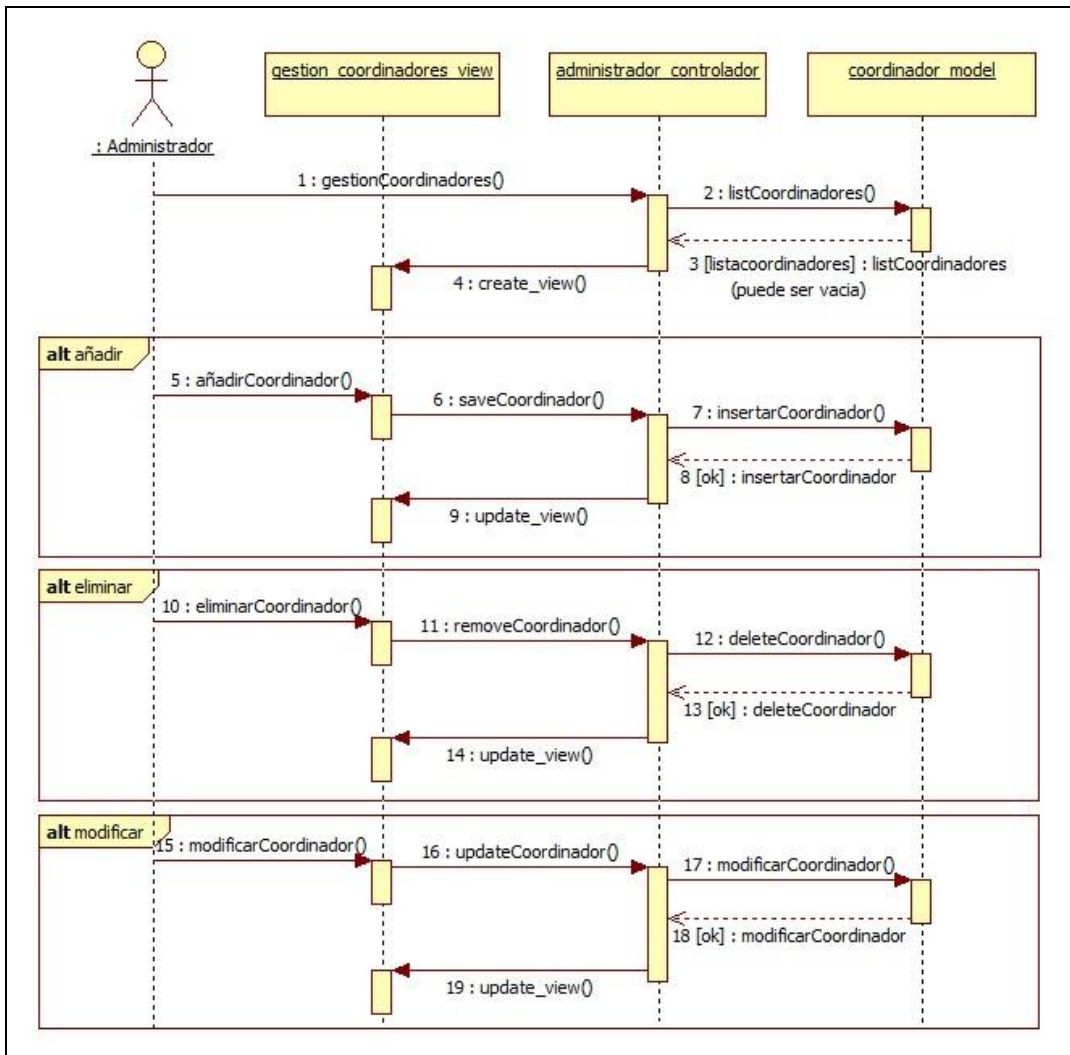 gestion_coordinadores_view
administrador_controlador
coordinador_model
: Administrador
1 : gestionCoordinadores()
2 : listCoordinadores()
3 [listacoordinadores] : listCoordinadores
(puede ser vacia)
4 : create_view()
alt añadir
5 : añadirCoordinador()
6 : saveCoordinador()
7 : insertarCoordinador()
8 [ok] : insertarCoordinador
9 : update_view()
alt eliminar
10 : eliminarCoordinador()
11 : removeCoordinador()
12 : deleteCoordinador()
13 [ok] : deleteCoordinador
14 : update_view()
alt modificar
15 : modificarCoordinador()
16 : updateCoordinador()
17 : modificarCoordinador()
18 [ok] : modificarCoordinador
19 : update_view()